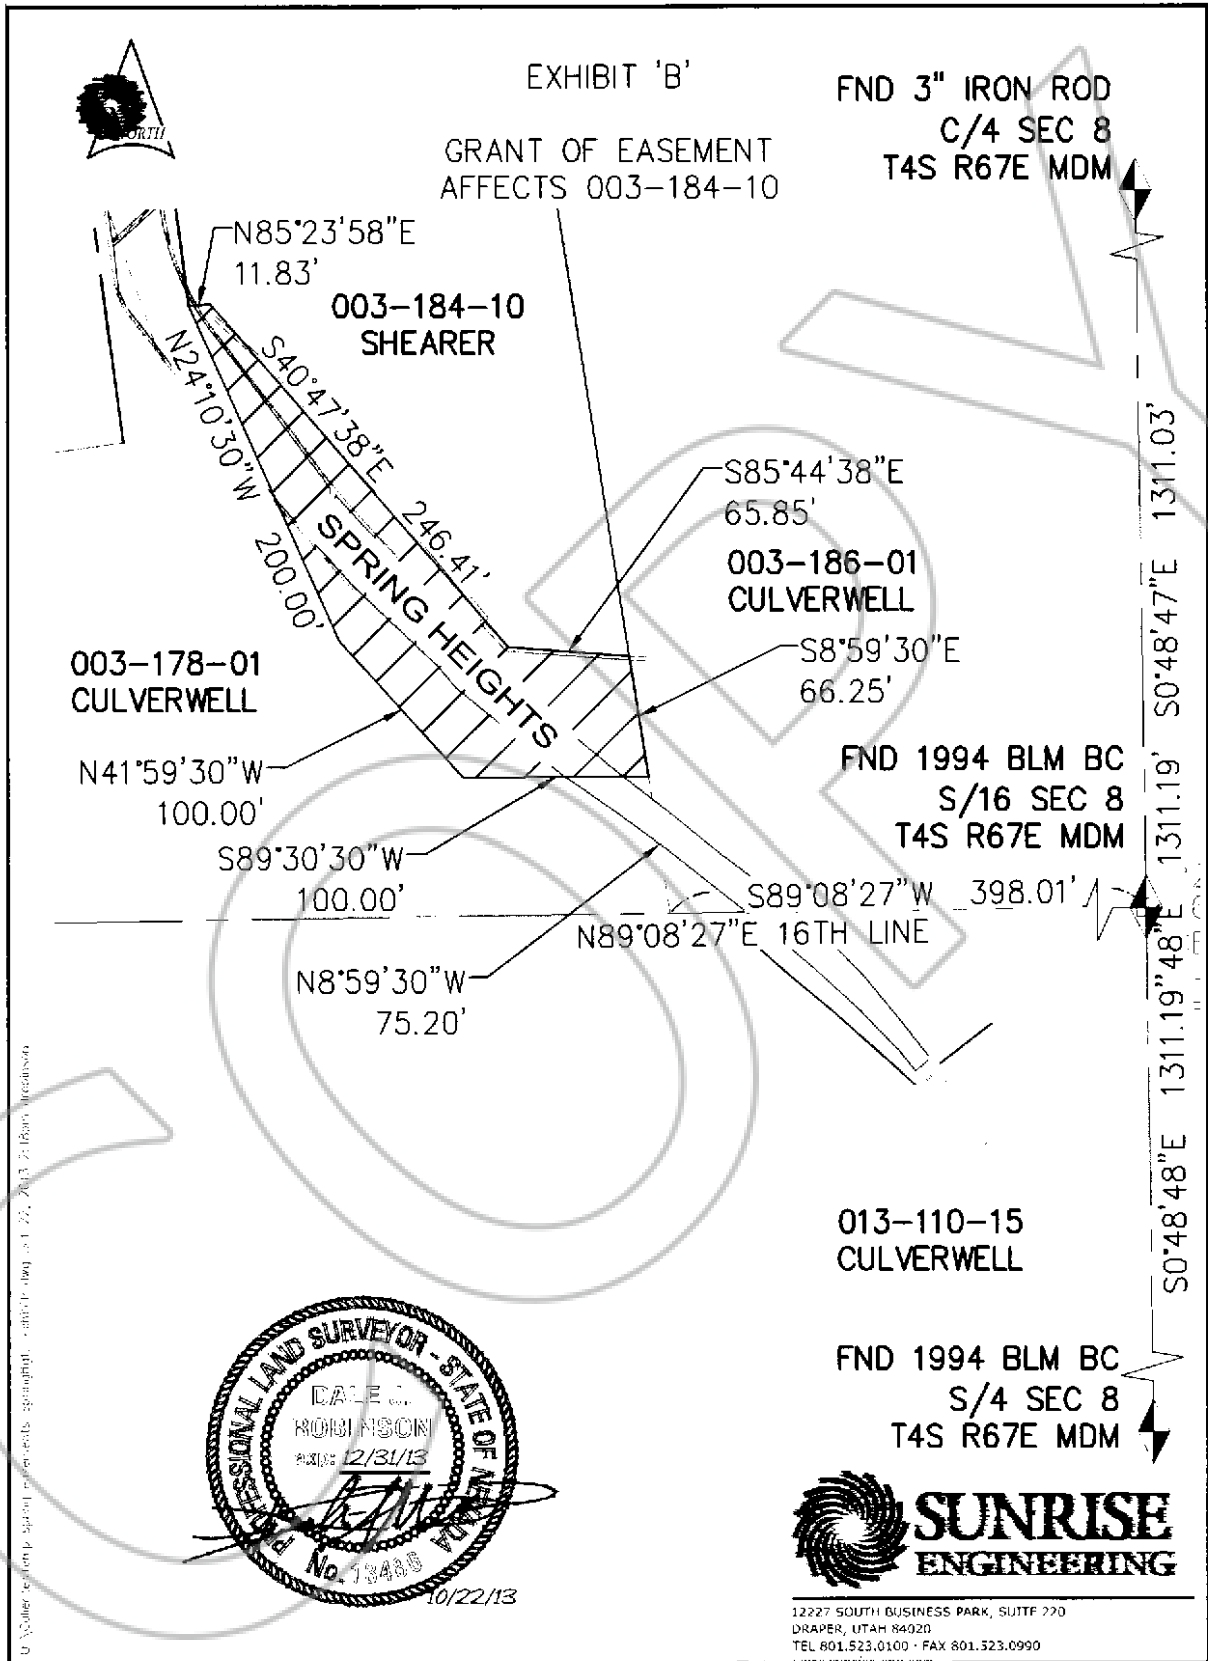 EXHIBIT 'B'
GRANT OF EASEMENT
AFFECTS 003-184-10
FND 3" IRON ROD
C/4 SEC 8
T4S R67E MDM
N85°23'58"E
11.83'
003-184-10
SHEARER
N24°10'30"W
200.00'
S40°47'38"E
246.41'
SPRING HEIGHTS
S85°44'38"E
65.85'
003-186-01
CULVERWELL
S8°59'30"E
66.25'
003-178-01
CULVERWELL
N41°59'30"W
100.00'
S89°30'30"W
100.00'
N8°59'30"W
75.20'
FND 1994 BLM BC
S/16 SEC 8
T4S R67E MDM
S89°08'27"W 398.01'
N89°08'27"E 16TH LINE
S0°48'47"E 1311.03'
1311.19'
S0°48'48"E 1311.19'
013-110-15
CULVERWELL
FND 1994 BLM BC
S/4 SEC 8
T4S R67E MDM
PROFESSIONAL LAND SURVEYOR - STATE OF NEVADA
DALE J.
ROBINSON
exp: 12/31/13
No. 13486
10/22/13
SUNRISE
ENGINEERING
12227 SOUTH BUSINESS PARK, SUITE 220
DRAPER, UTAH 84020
TEL 801.523.0100 · FAX 801.523.0990
COPY